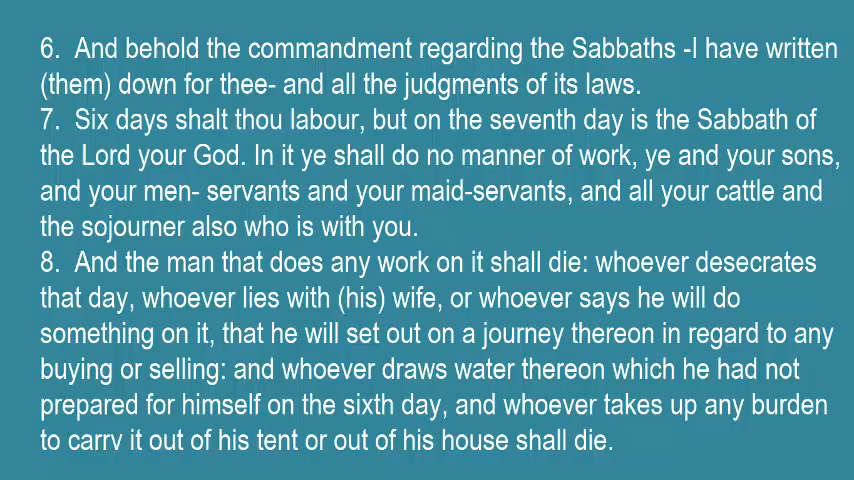 6.  And behold the commandment regarding the Sabbaths -I have written
(them) down for thee- and all the judgments of its laws.
7.  Six days shalt thou labour, but on the seventh day is the Sabbath of
the Lord your God. In it ye shall do no manner of work, ye and your sons,
and your men- servants and your maid-servants, and all your cattle and
the sojourner also who is with you.
8.  And the man that does any work on it shall die: whoever desecrates
that day, whoever lies with (his) wife, or whoever says he will do
something on it, that he will set out on a journey thereon in regard to any
buying or selling: and whoever draws water thereon which he had not
prepared for himself on the sixth day, and whoever takes up any burden
to carry it out of his tent or out of his house shall die.